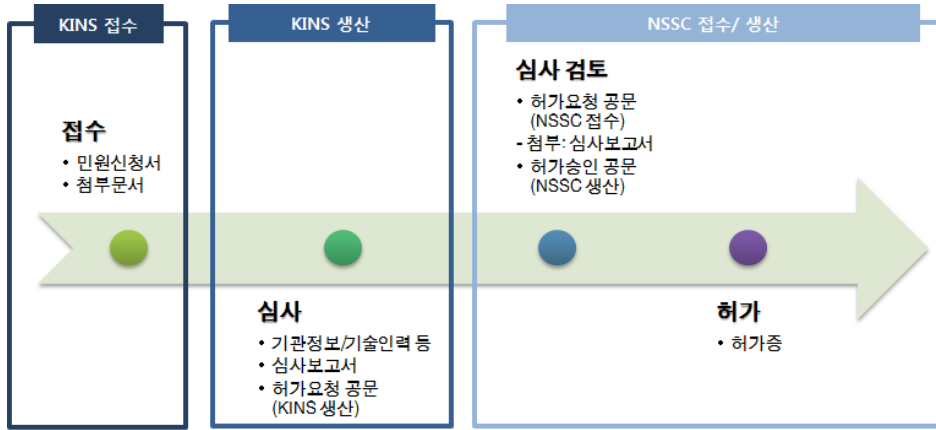 KINS 접수
KINS 생산
NSSC 접수/ 생산
접수
• 민원신청서
• 첨부문서
심사
• 기관정보/기술인력 등
• 심사보고서
• 허가요청 공문
(KINS 생산)
심사 검토
• 허가요청 공문
(NSSC 접수)
- 첨부: 심사보고서
• 허가승인 공문
(NSSC 생산)
허가
• 허가증